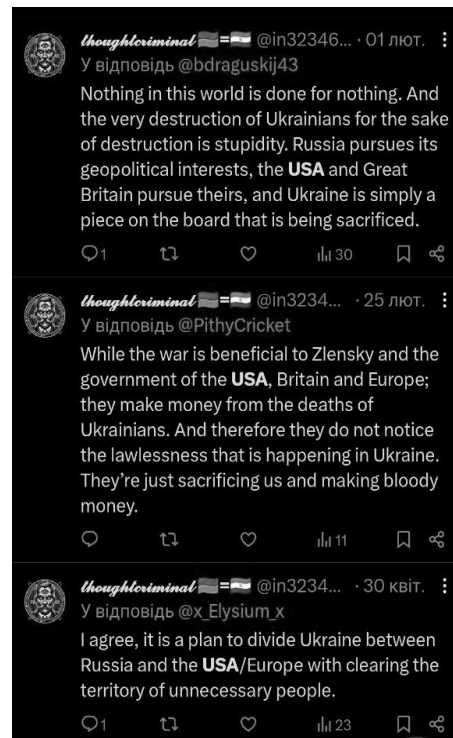 thoughtcriminal = @in32346... · 01 лют.
У відповідь @bdraguskij43
Nothing in this world is done for nothing. And
the very destruction of Ukrainians for the sake
of destruction is stupidity. Russia pursues its
geopolitical interests, the USA and Great
Britain pursue theirs, and Ukraine is simply a
piece on the board that is being sacrificed.
1 30
thoughtcriminal = @in3234... · 25 лют.
У відповідь @PithyCricket
While the war is beneficial to Zlensky and the
government of the USA, Britain and Europe;
they make money from the deaths of
Ukrainians. And therefore they do not notice
the lawlessness that is happening in Ukraine.
They’re just sacrificing us and making bloody
money.
11
thoughtcriminal = @in3234... · 30 квіт.
У відповідь @x_Elysium_x
I agree, it is a plan to divide Ukraine between
Russia and the USA/Europe with clearing the
territory of unnecessary people.
1 23